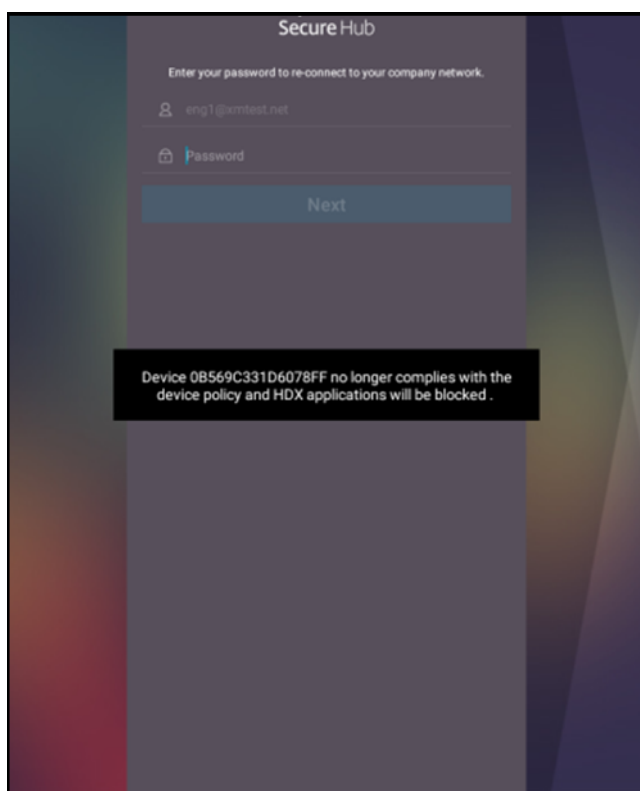 Secure Hub
Enter your password to re-connect to your company network.
eng1@xmtest.net
Password
Next
Device 0B569C331D6078FF no longer complies with the
device policy and HDX applications will be blocked .